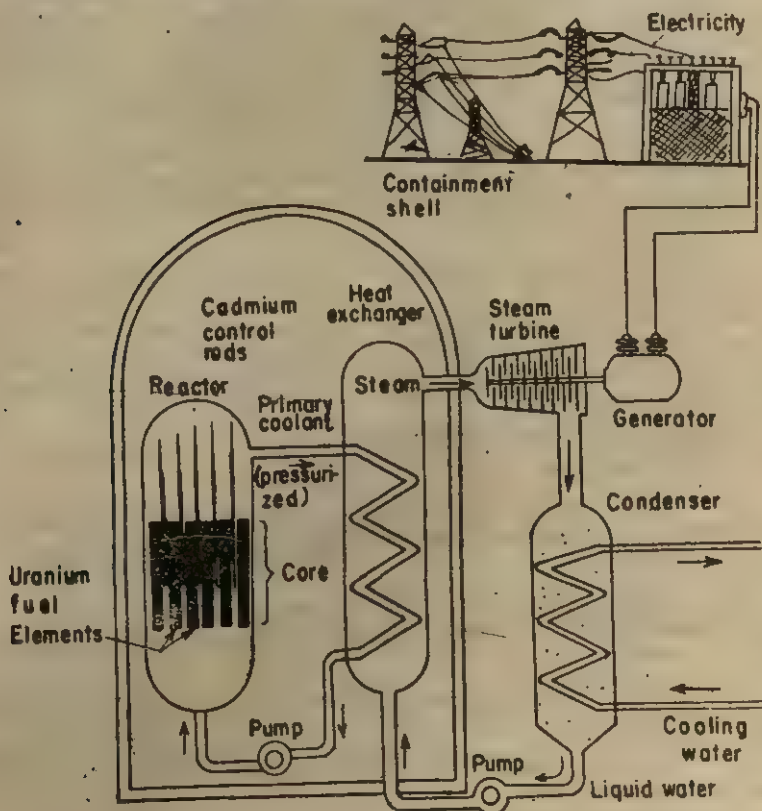 Electricity
Containment
shell
Cadmium
control
rods
Heat
exchanger
Steam
turbine
Reactor
Primary
coolant
Steam
Generator
(pressuri-
zed)
Condenser
Core
Uranium
fuel
Elements
Pump
Cooling
water
Pump
Liquid water